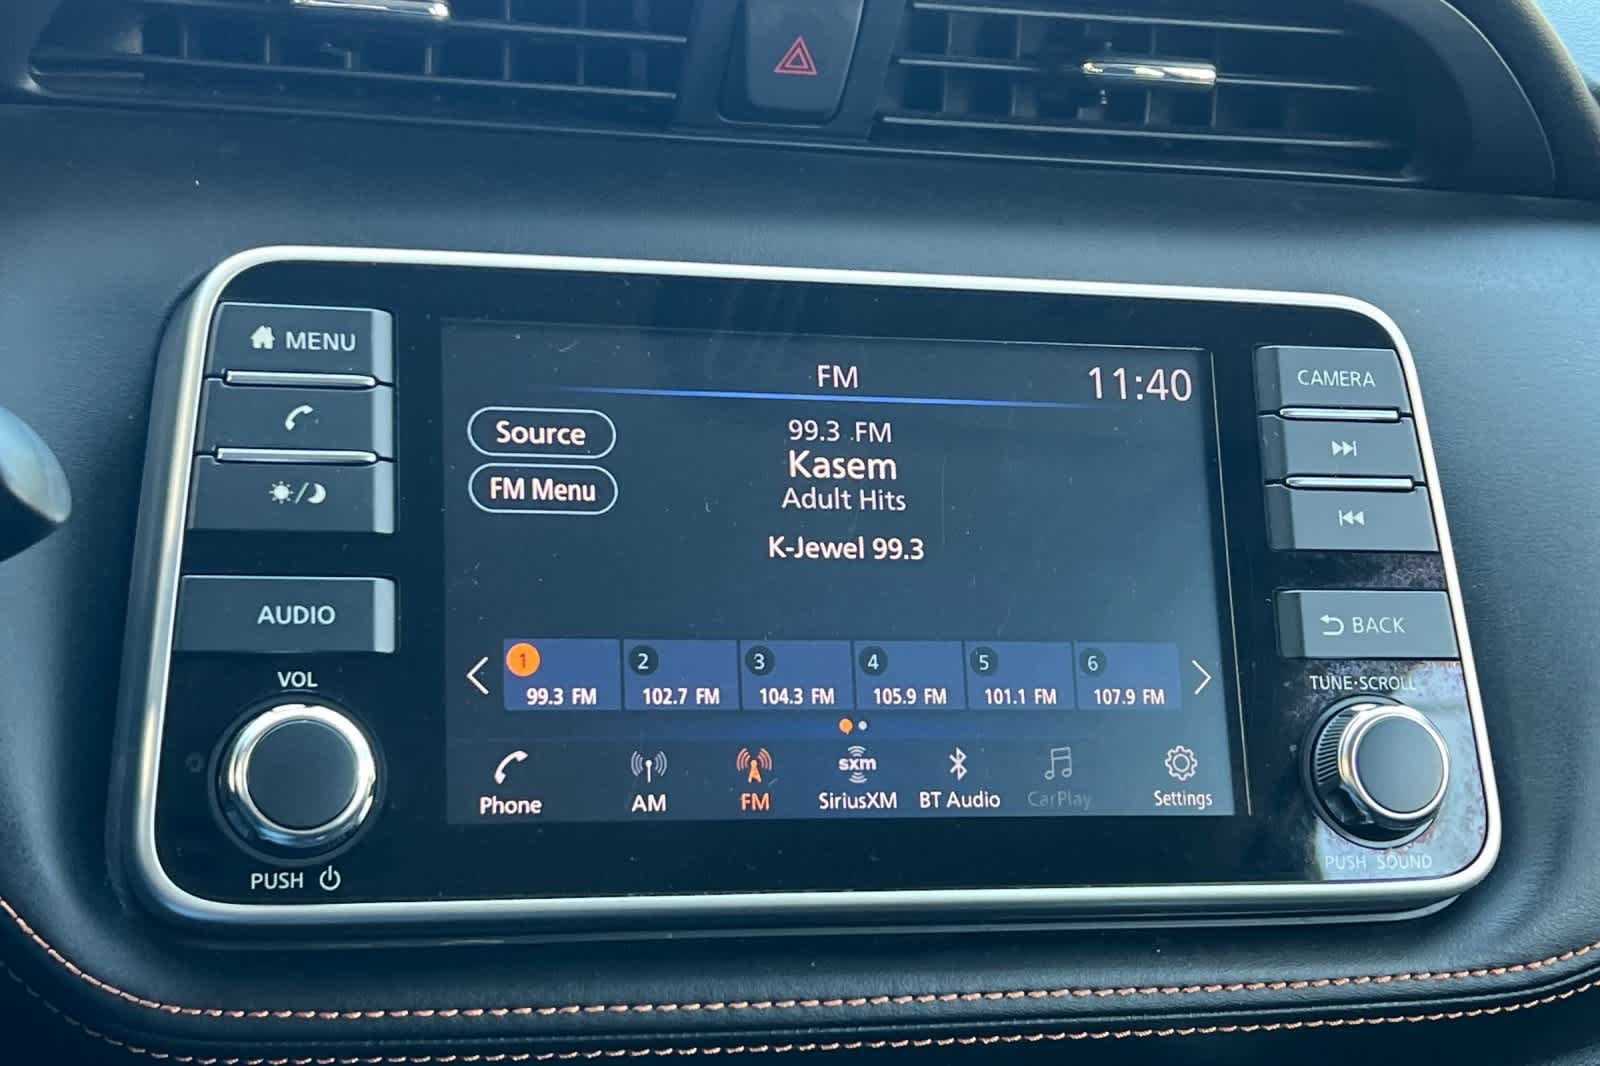 MENU
AUDIO
VOL
PUSH
FM
11:40
Source
FM Menu
99.3 FM
Kasem
Adult Hits
K-Jewel 99.3
1
99.3 FM
2
102.7 FM
3
104.3 FM
4
105.9 FM
5
101.1 FM
6
107.9 FM
Phone
AM
FM
sxm
SiriusXM
BT Audio
CarPlay
Settings
CAMERA
BACK
TUNE·SCROLL
PUSH SOUND